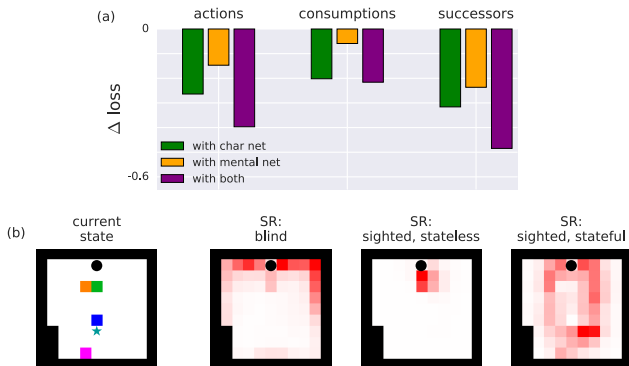 (a)
actions consumptions successors
0
Δ loss
-0.6
with char net
with mental net
with both
(b)
current
state
SR:
blind
SR:
sighted, stateless
SR:
sighted, stateful